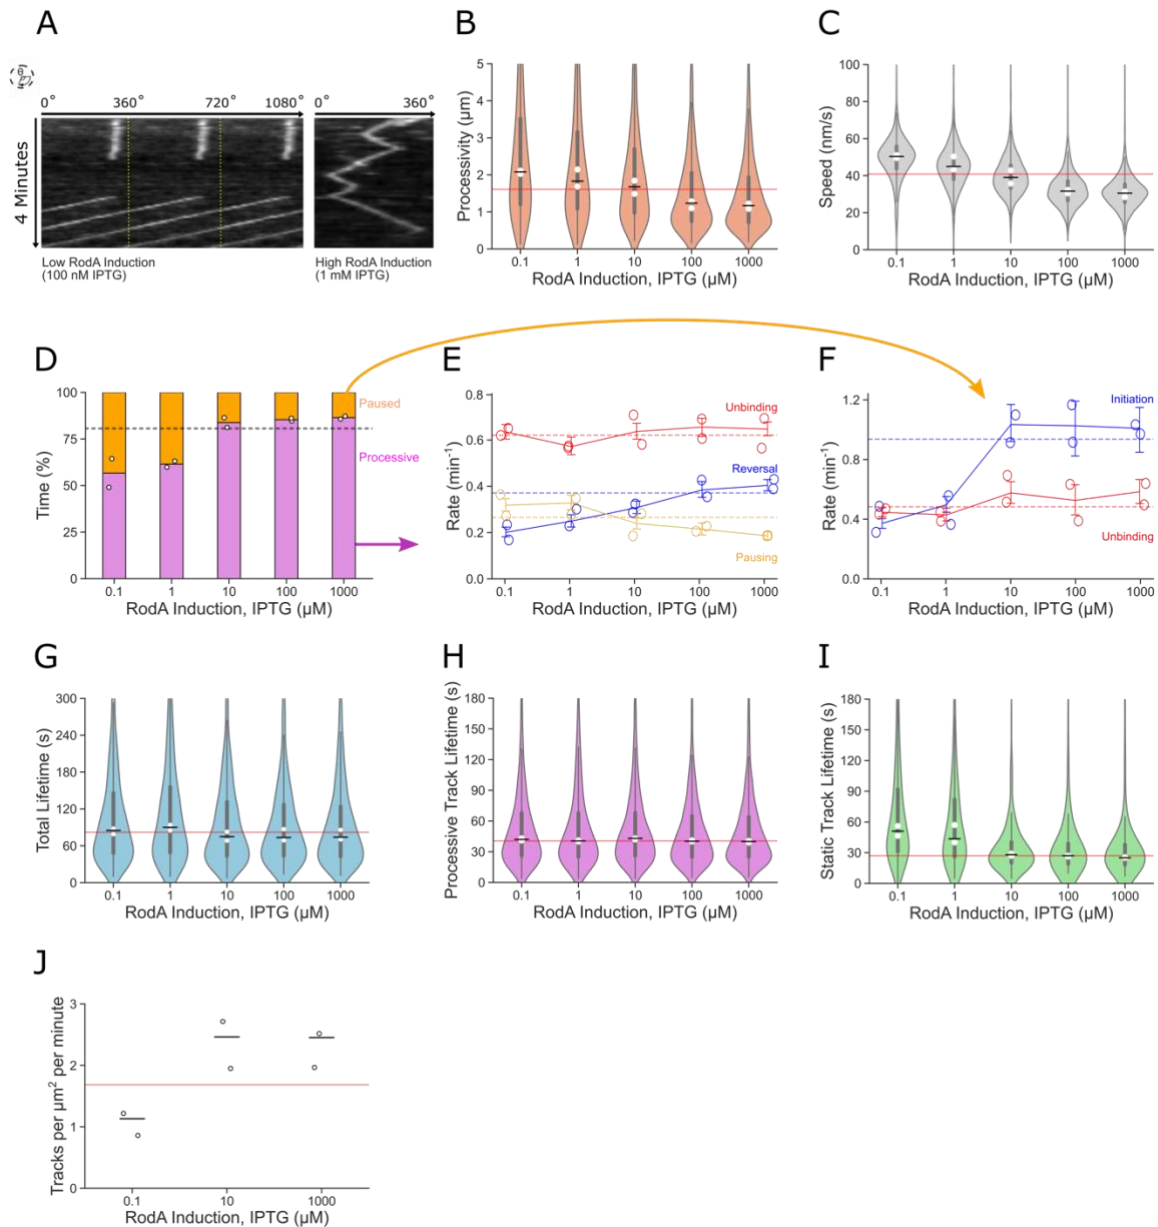 A
0° 360° 720° 1080° 0° 360°
4 Minutes
Low RodA Induction
(100 nM IPTG)
High RodA Induction
(1 mM IPTG)
B
Processivity (µm)
5
4
3
2
1
0
0.1 1 10 100 1000
RodA Induction, IPTG (µM)
C
Speed (nm/s)
100
80
60
40
20
0
0.1 1 10 100 1000
RodA Induction, IPTG (µM)
D
Time (%)
100
75
50
25
0
Paused
Processive
0.1 1 10 100 1000
RodA Induction, IPTG (µM)
E
Rate (min⁻¹)
0.8
0.6
0.4
0.2
0.0
Unbinding
Reversal
Pausing
0.1 1 10 100 1000
RodA Induction, IPTG (µM)
F
Rate (min⁻¹)
1.2
0.8
0.4
0.0
Initiation
Unbinding
0.1 1 10 100 1000
RodA Induction, IPTG (µM)
G
Total Lifetime (s)
300
240
180
120
60
0
0.1 1 10 100 1000
RodA Induction, IPTG (µM)
H
Processive Track Lifetime (s)
180
150
120
90
60
30
0
0.1 1 10 100 1000
RodA Induction, IPTG (µM)
I
Static Track Lifetime (s)
180
150
120
90
60
30
0
0.1 1 10 100 1000
RodA Induction, IPTG (µM)
J
Tracks per µm² per minute
3
2
1
0
0.1 10 1000
RodA Induction, IPTG (µM)